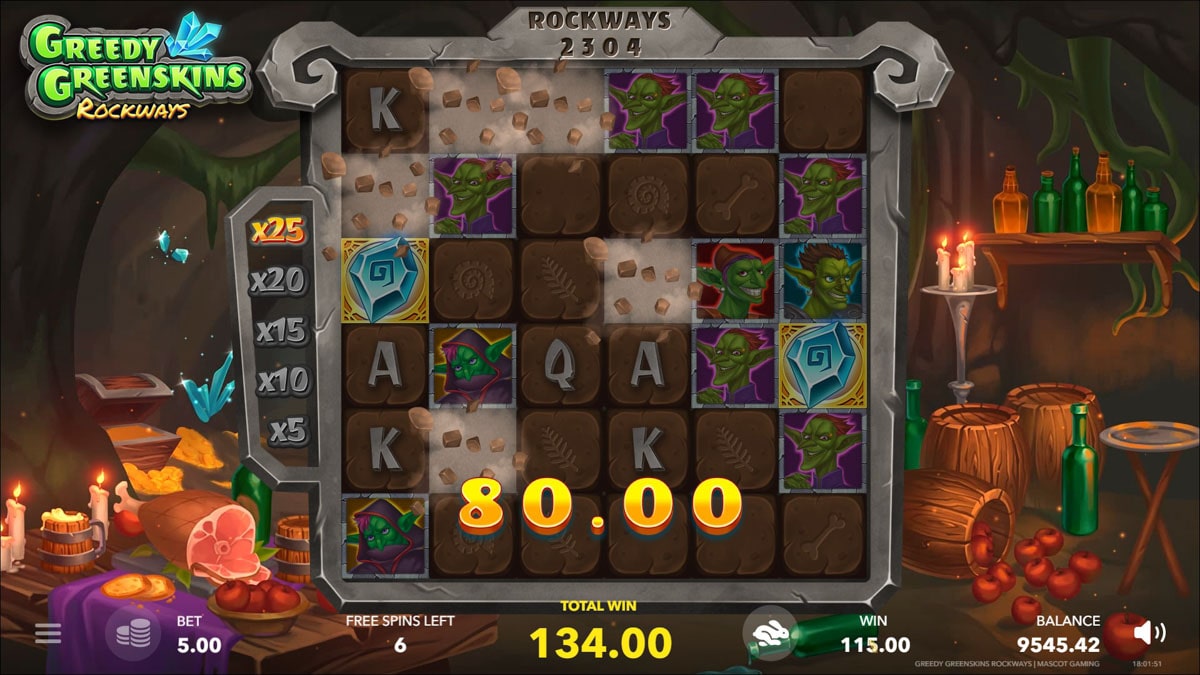 GREEDY
GREENSKINS
ROCKWAYS
ROCKWAYS
2304
K
x25
x20
x15
x10
x5
A
Q
A
K
K
80.00
TOTAL WIN
134.00
BET
5.00
FREE SPINS LEFT
6
WIN
115.00
BALANCE
9545.42
GREEDY GREENSKINS ROCKWAYS | MASCOT GAMING
18:01:51